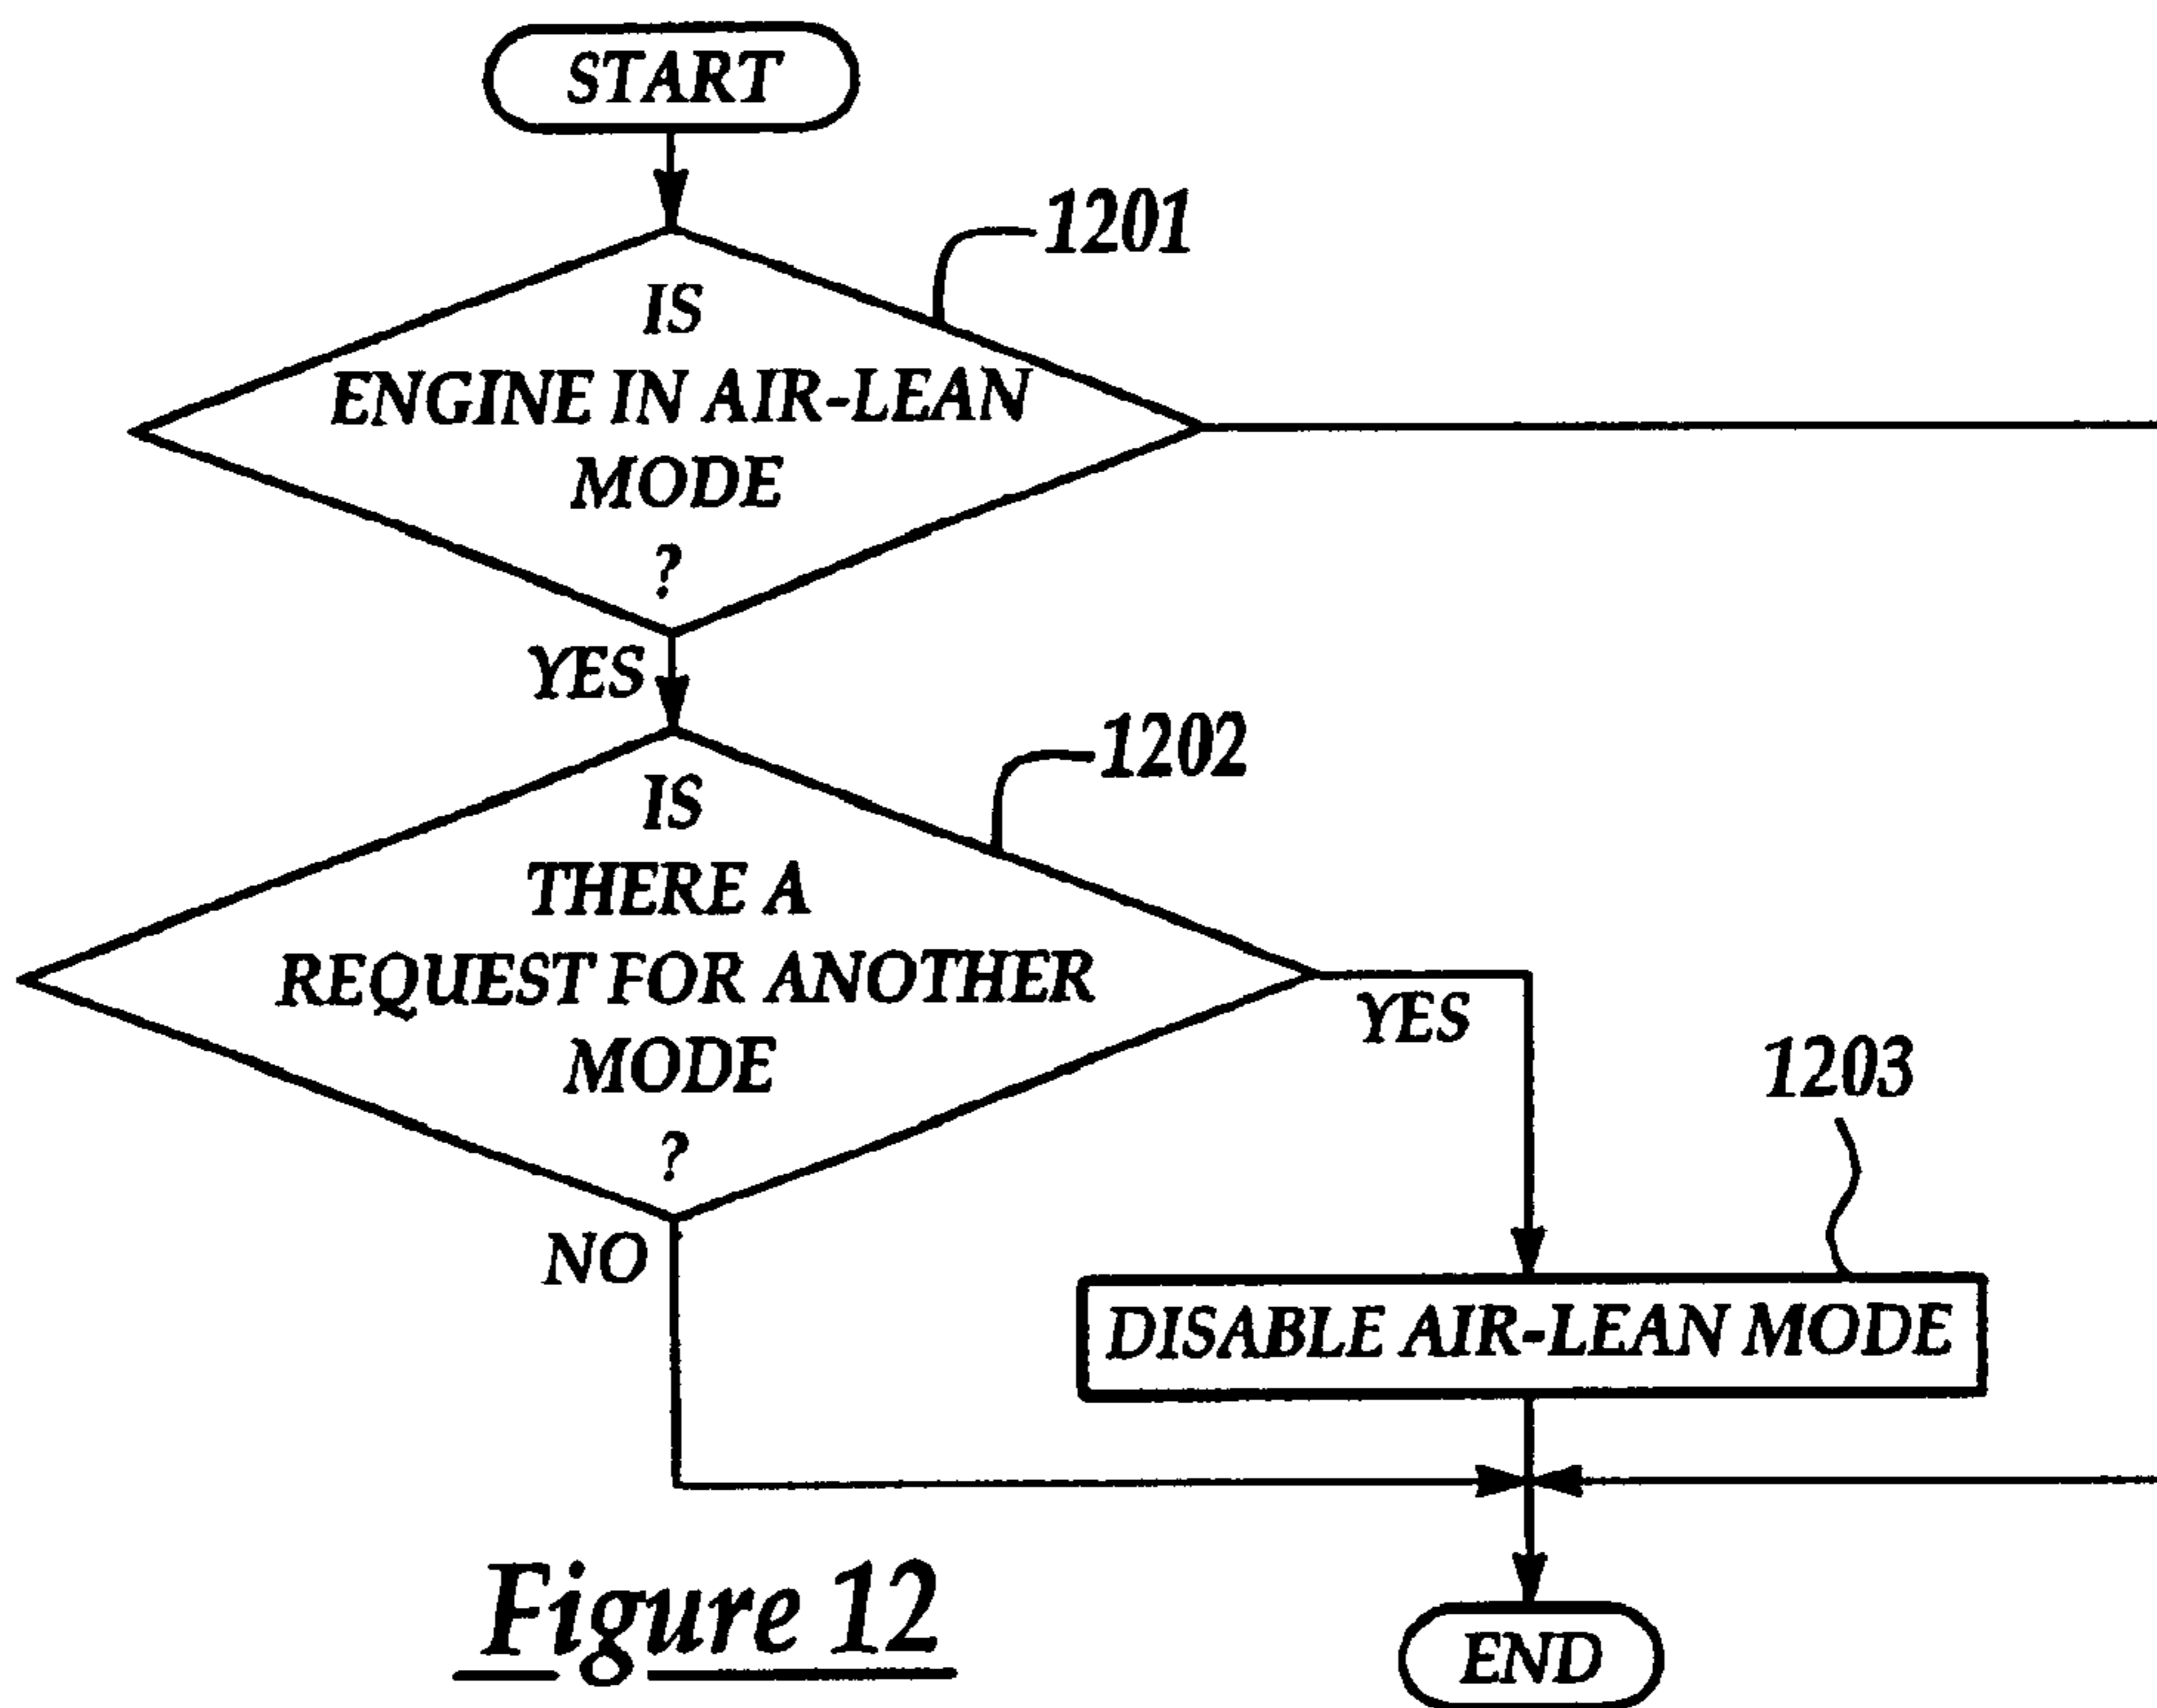 START
1201
IS
ENGINE IN AIR-LEAN
MODE
?
YES
1202
IS
THERE A
REQUEST FOR ANOTHER
MODE
?
YES
NO
1203
DISABLE AIR-LEAN MODE
Figure 12
END